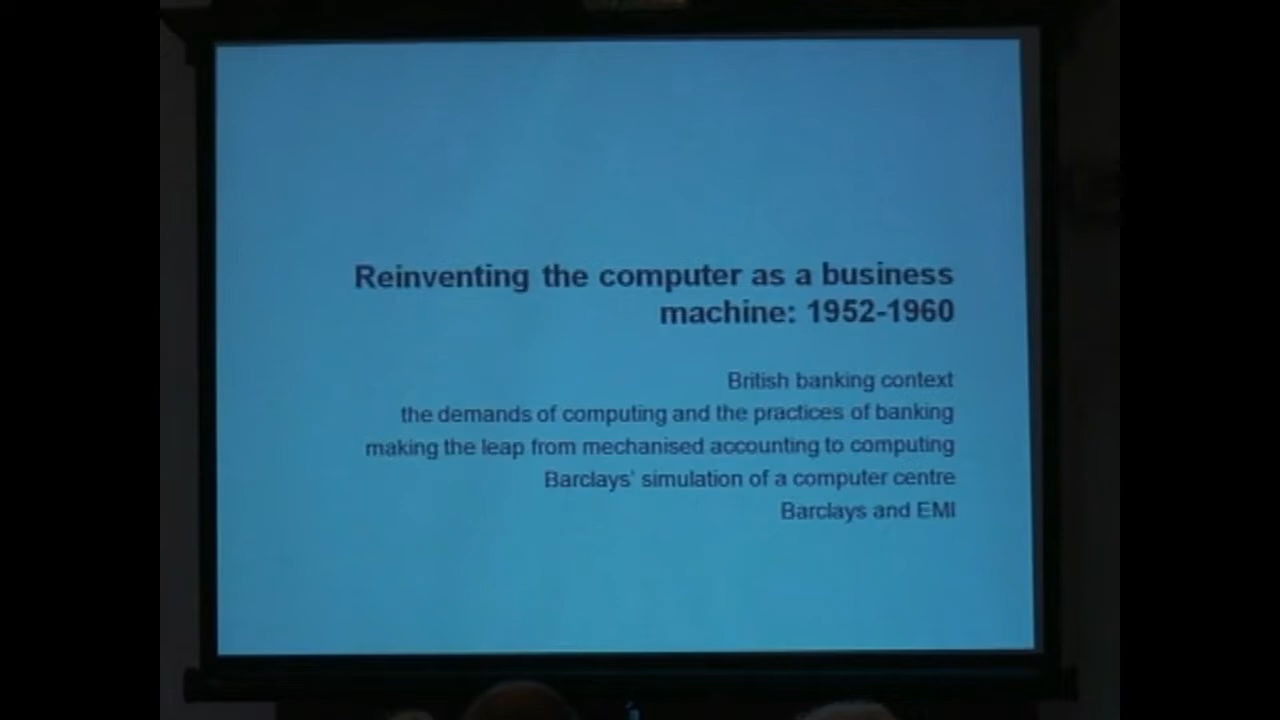 Reinventing the computer as a business
machine: 1952-1960
British banking context
the demands of computing and the practices of banking
making the leap from mechanised accounting to computing
Barclays' simulation of a computer centre
Barclays and EMI